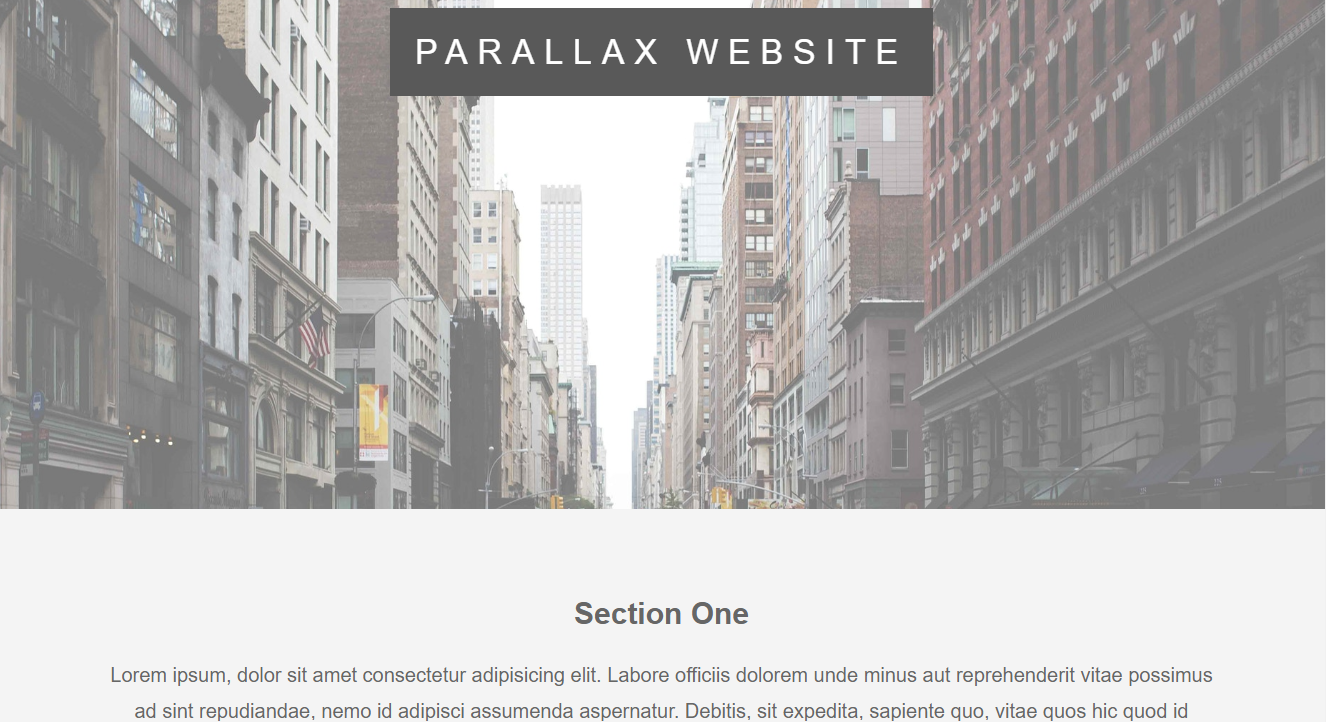 PARALLAX WEBSITE
Section One
Lorem ipsum, dolor sit amet consectetur adipisicing elit. Labore officiis dolorem unde minus aut reprehenderit vitae possimus
ad sint repudiandae, nemo id adipisci assumenda aspernatur. Debitis, sit expedita, sapiente quo, vitae quos hic quod id